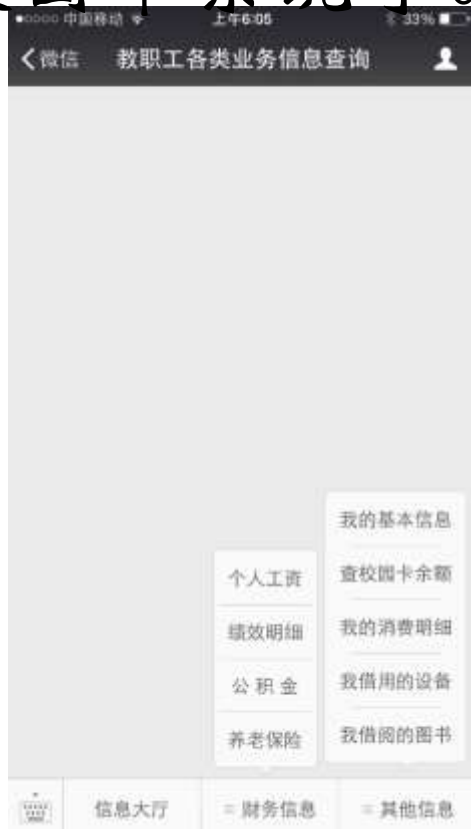 中国移动 上午6:05 33%
微信 教职工各类业务信息查询
我的基本信息
查校园卡余额
我的消费明细
我借用的设备
我借阅的图书
个人工资
绩效明细
公积金
养老保险
信息大厅 财务信息 其他信息